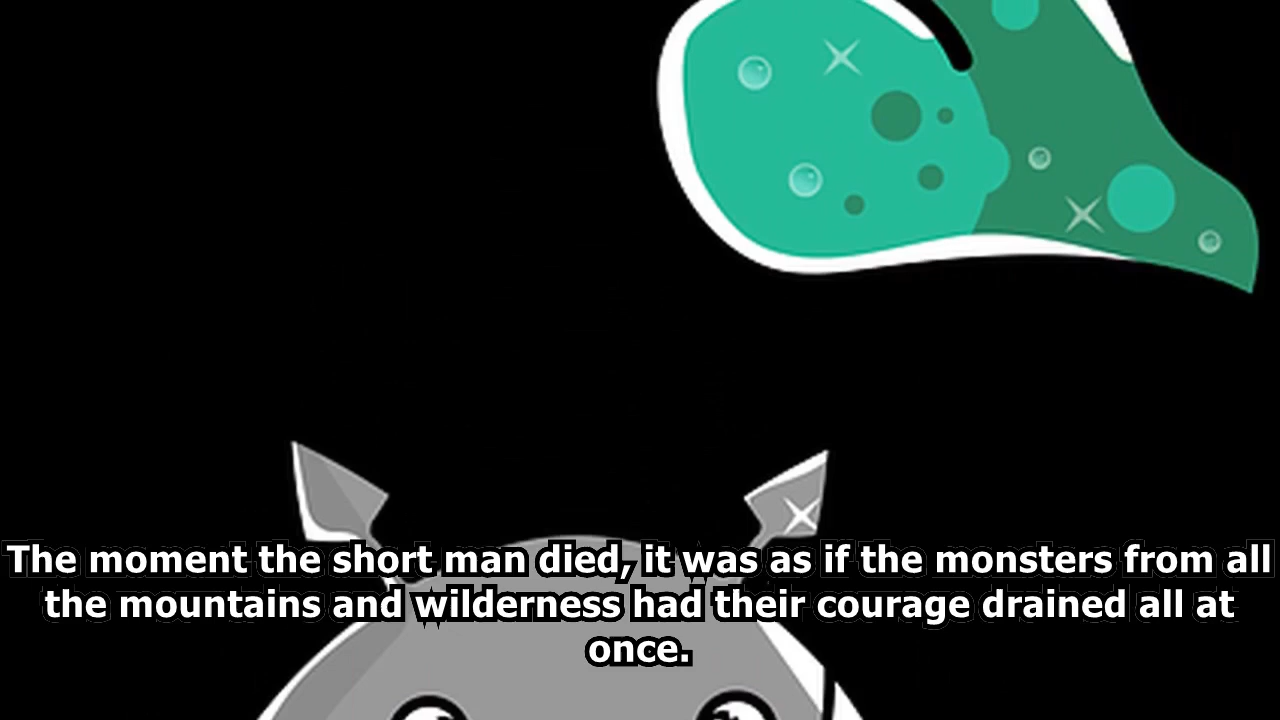 The moment the short man died, it was as if the monsters from all
the mountains and wilderness had their courage drained all at
once.